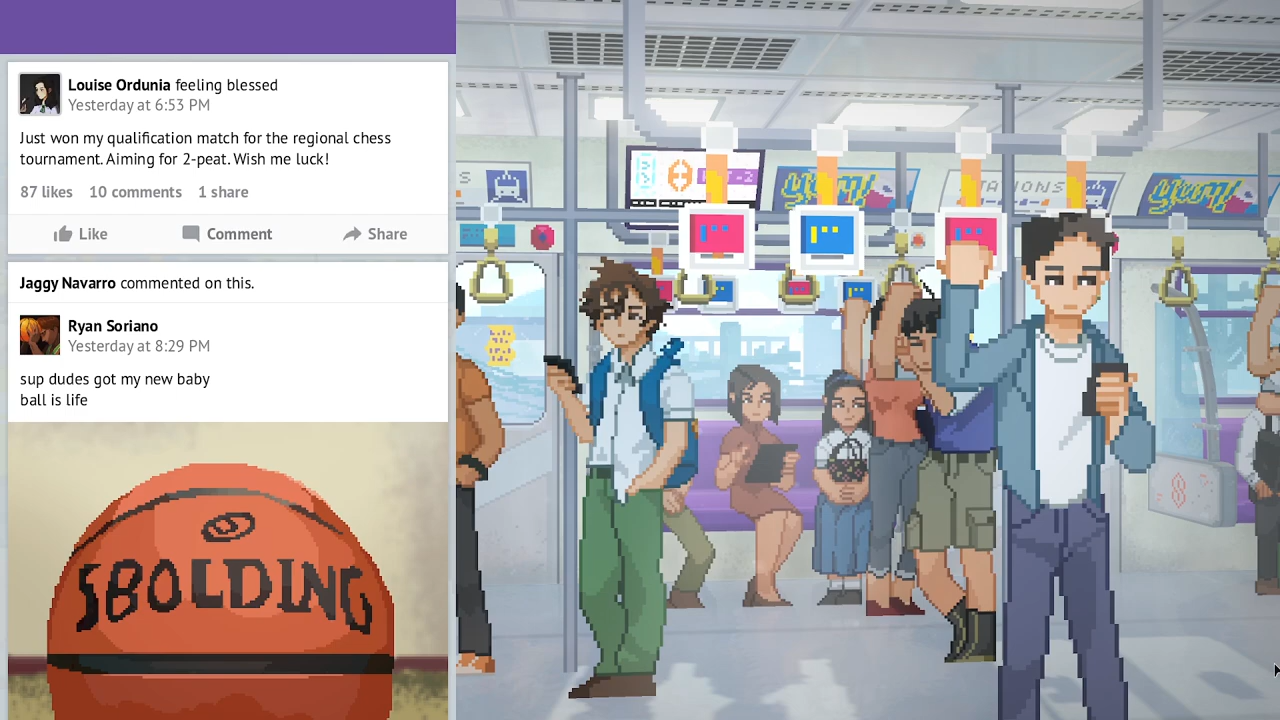 Louise Ordunia feeling blessed
Yesterday at 6:53 PM
Just won my qualification match for the regional chess
tournament. Aiming for 2-peat. Wish me luck!
87 likes 10 comments 1 share
Like Comment Share
Jaggy Navarro commented on this.
Ryan Soriano
Yesterday at 8:29 PM
sup dudes got my new baby
ball is life
SBOLDING